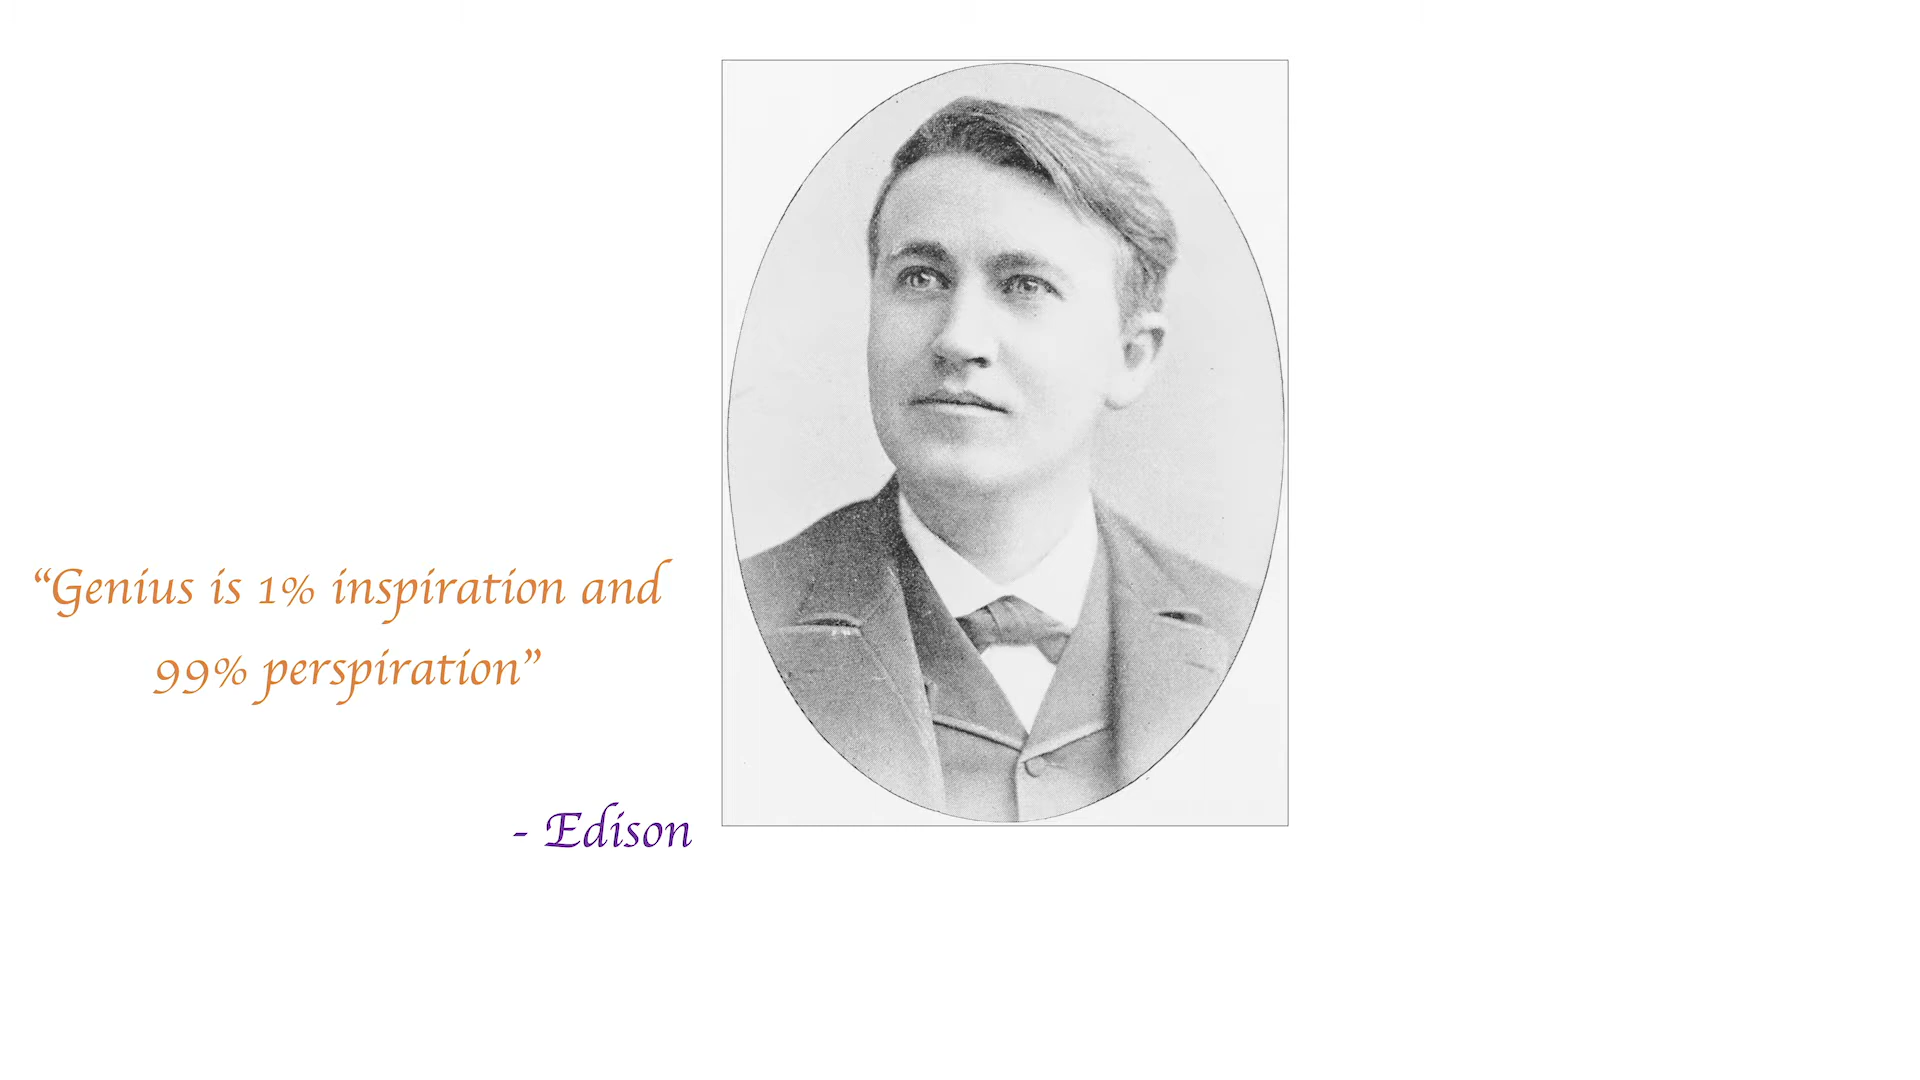 “Genius is 1% inspiration and
99% perspiration”
- Edison